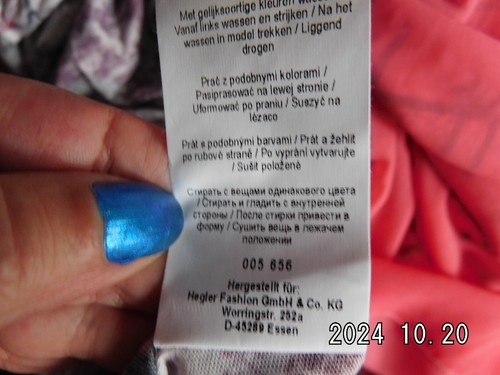 Met gelijksoortige kleuren
Vanaf links wassen en strijken / Na het
wassen in model trekken / Liggend
drogen
Prać z podobnymi kolorami /
Pasiprasować na lewej stronie /
Uformować po praniu / Suszyć na
leżaco
Prát s podobnými barvami / Prát a žehlit
po rubové straně / Po vyprání vytvarujte
/ Sušit položené
Стирать с вещами одинакового цвета
/ Стирать и гладить с внутренней
стороны / После стирки привести в
форму / Сушить вещь в лежачем
положении
005 656
Hergestellt für:
Hegler Fashion GmbH & Co. KG
Worringstr. 252a
D-45289 Essen
2024 10.20